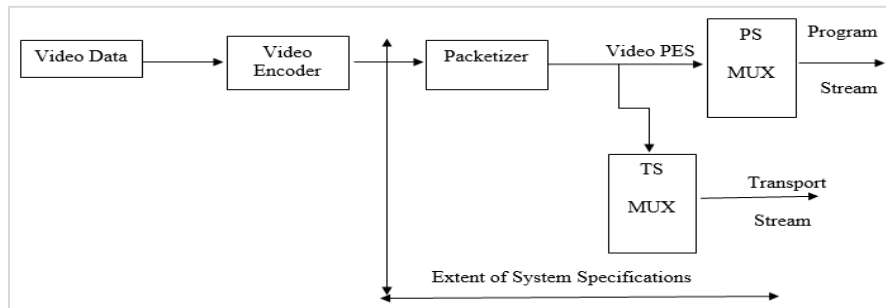 Video Data
Video
Encoder
Packetizer
Video PES
PS
MUX
Program
Stream
TS
MUX
Transport
Stream
Extent of System Specifications